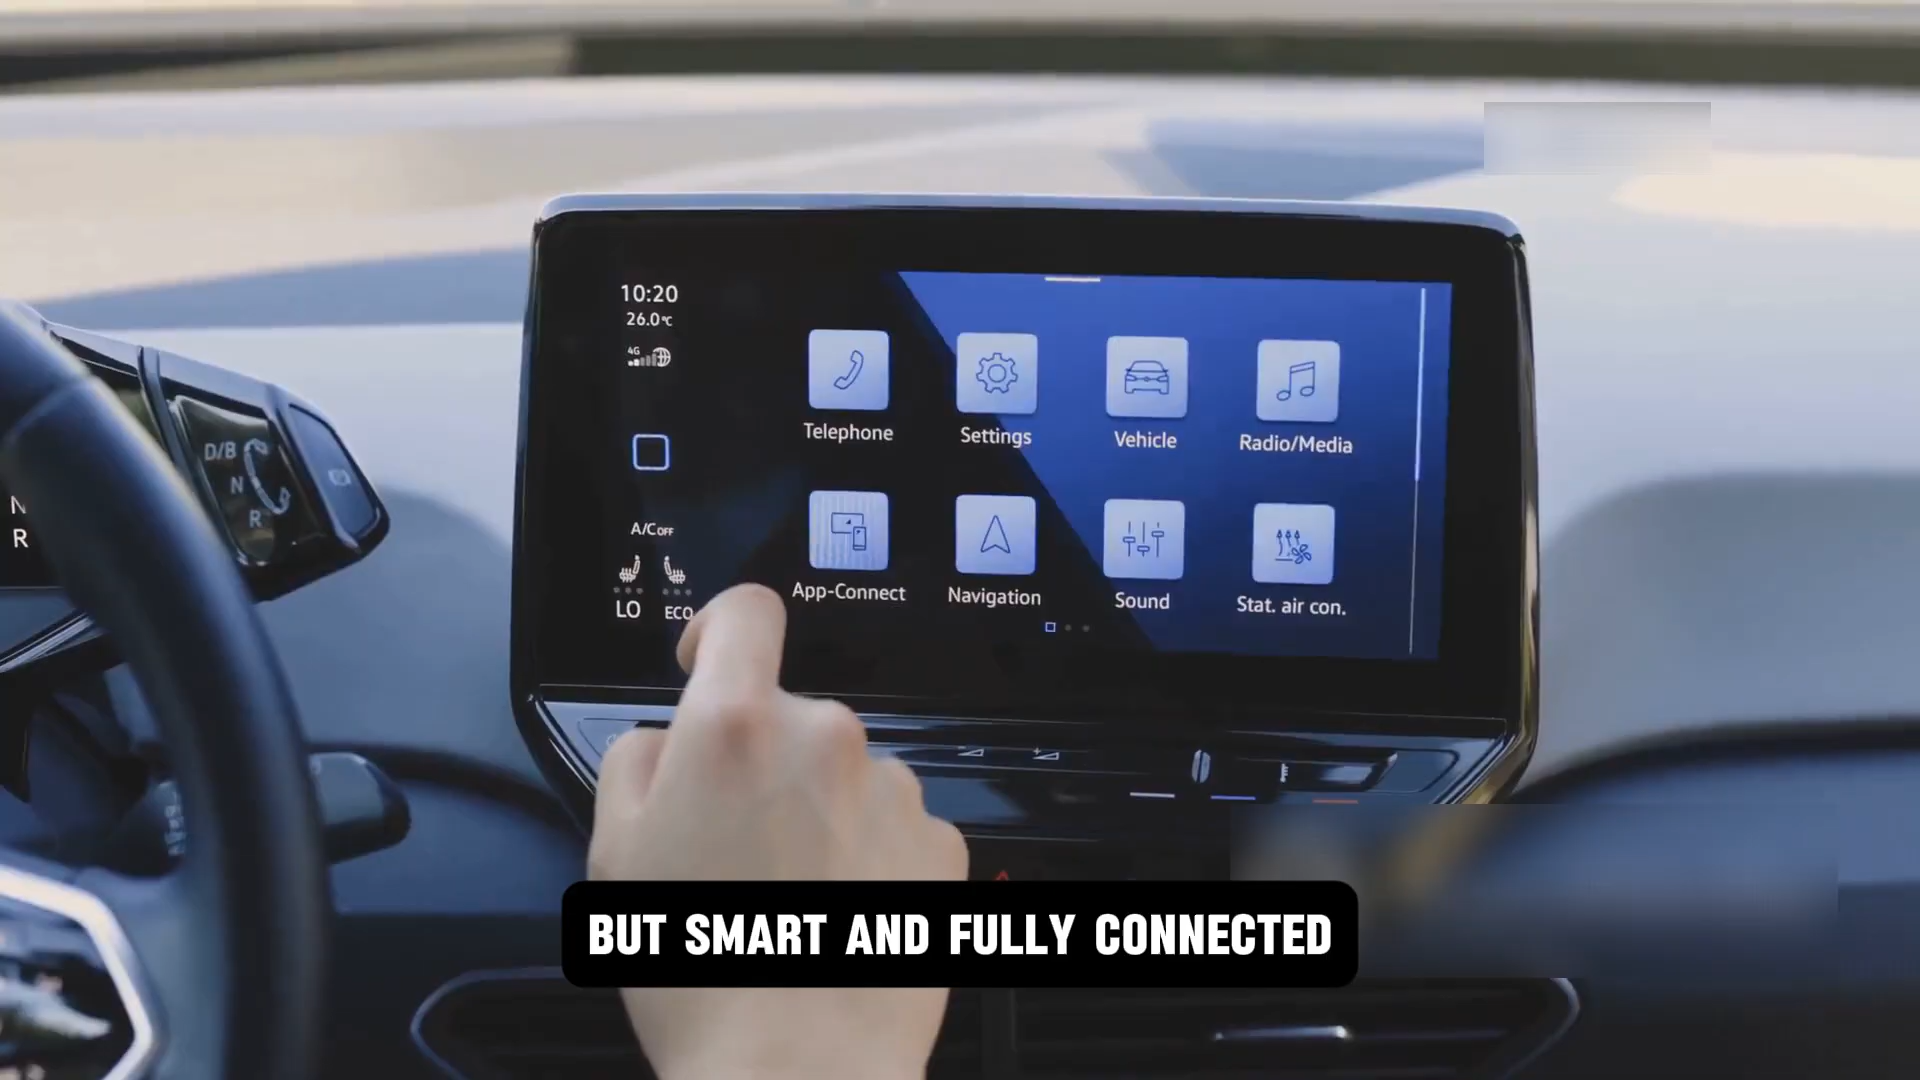 10:20
26.0°C
4G
Telephone
Settings
Vehicle
Radio/Media
D/B
N
R
N
R
A/C OFF
LO
ECO
App-Connect
Navigation
Sound
Stat. air con.
BUT SMART AND FULLY CONNECTED